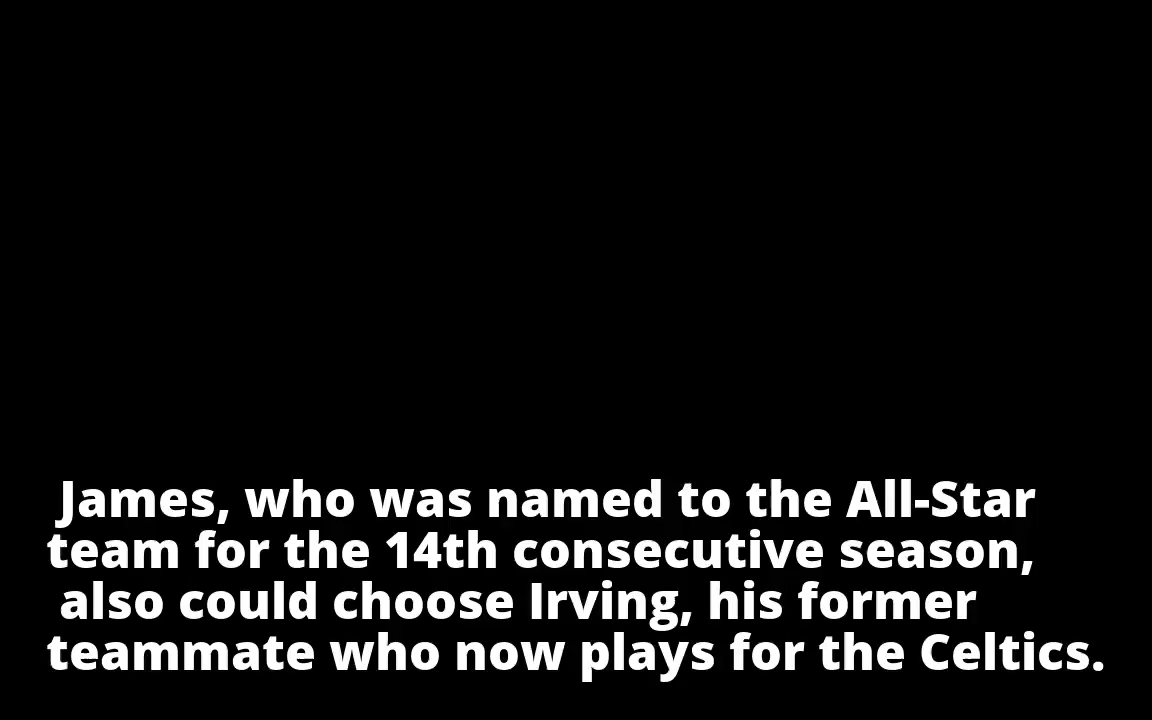 James, who was named to the All-Star
team for the 14th consecutive season,
also could choose Irving, his former
teammate who now plays for the Celtics.